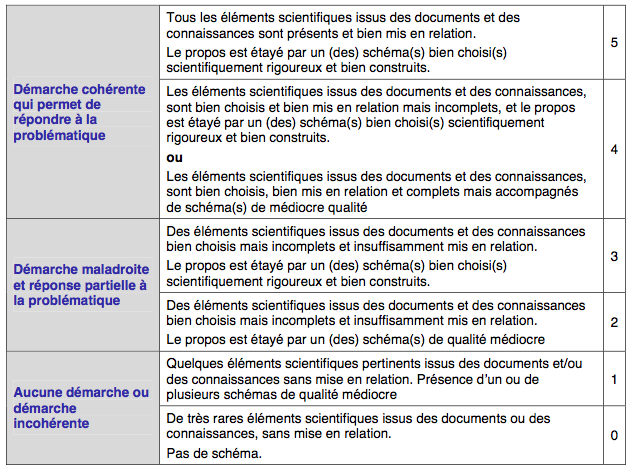 Démarche cohérente
qui permet de
répondre à la
problématique
Tous les éléments scientifiques issus des documents et des
connaissances sont présents et bien mis en relation.
Le propos est étayé par un (des) schéma(s) bien choisi(s)
scientifiquement rigoureux et bien construits.
5
Les éléments scientifiques issus des documents et des connaissances,
sont bien choisis et bien mis en relation mais incomplets, et le propos
est étayé par un (des) schéma(s) bien choisi(s) scientifiquement
rigoureux et bien construits.
ou
Les éléments scientifiques issus des documents et des connaissances,
sont bien choisis, bien mis en relation et complets mais accompagnés
de schéma(s) de médiocre qualité
4
Démarche maladroite
et réponse partielle à
la problématique
Des éléments scientifiques issus des documents et des connaissances
bien choisis mais incomplets et insuffisamment mis en relation.
Le propos est étayé par un (des) schéma(s) bien choisi(s)
scientifiquement rigoureux et bien construits.
3
Des éléments scientifiques issus des documents et des connaissances
bien choisis mais incomplets et insuffisamment mis en relation.
Le propos est étayé par un (des) schéma(s) de qualité médiocre
2
Aucune démarche ou
démarche
incohérente
Quelques éléments scientifiques pertinents issus des documents et/ou
des connaissances sans mise en relation. Présence d’un ou de
plusieurs schémas de qualité médiocre
1
De très rares éléments scientifiques issus des documents ou des
connaissances, sans mise en relation.
Pas de schéma.
0